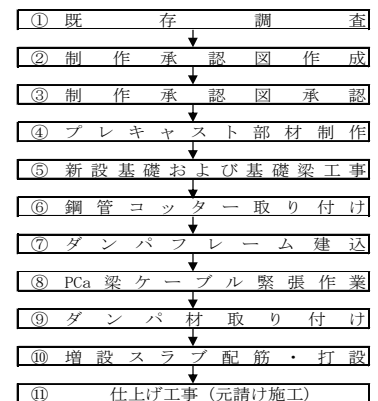 ① 既存調査
② 制作承認図作成
③ 制作承認図承認
④ プレキャスト部材制作
⑤ 新設基礎および基礎梁工事
⑥ 鋼管コッター取り付け
⑦ ダンパフレーム建込
⑧ PCa 梁ケーブル緊張作業
⑨ ダンパ材取り付け
⑩ 増設スラブ配筋・打設
⑪ 仕上げ工事（元請け施工）